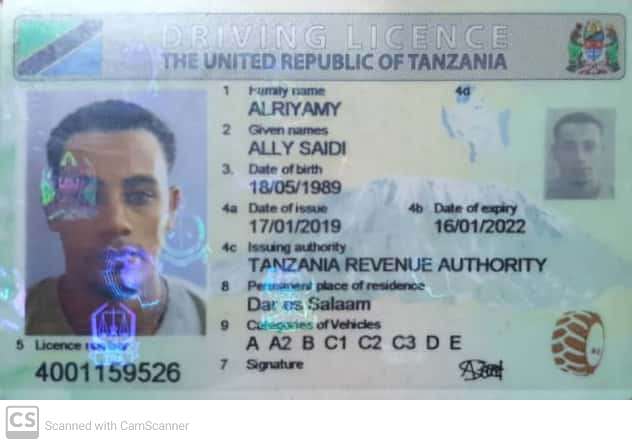 DRIVING LICENCE
THE UNITED REPUBLIC OF TANZANIA
1 Family name
ALRIYAMY
4d
2 Given names
ALLY SAIDI
3. Date of birth
18/05/1989
4a Date of issue 4b Date of expiry
17/01/2019 16/01/2022
4c Issuing authority
TANZANIA REVENUE AUTHORITY
8 Permanent place of residence
Dar es Salaam
9 Categories of Vehicles
A A2 B C1 C2 C3 D E
5 Licence number
7 Signature
4001159526
CS Scanned with CamScanner